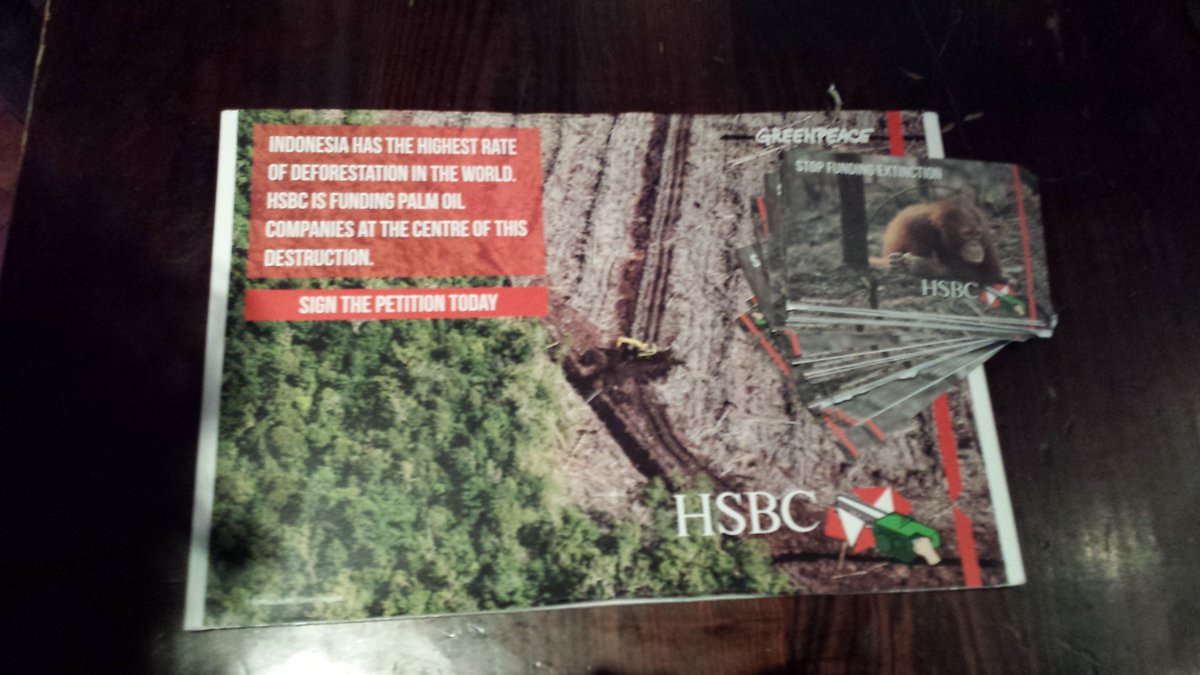 INDONESIA HAS THE HIGHEST RATE
OF DEFORESTATION IN THE WORLD.
HSBC IS FUNDING PALM OIL
COMPANIES AT THE CENTRE OF THIS
DESTRUCTION.
SIGN THE PETITION TODAY
GREENPEACE
STOP FUNDING EXTINCTION
HSBC
S
HSBC